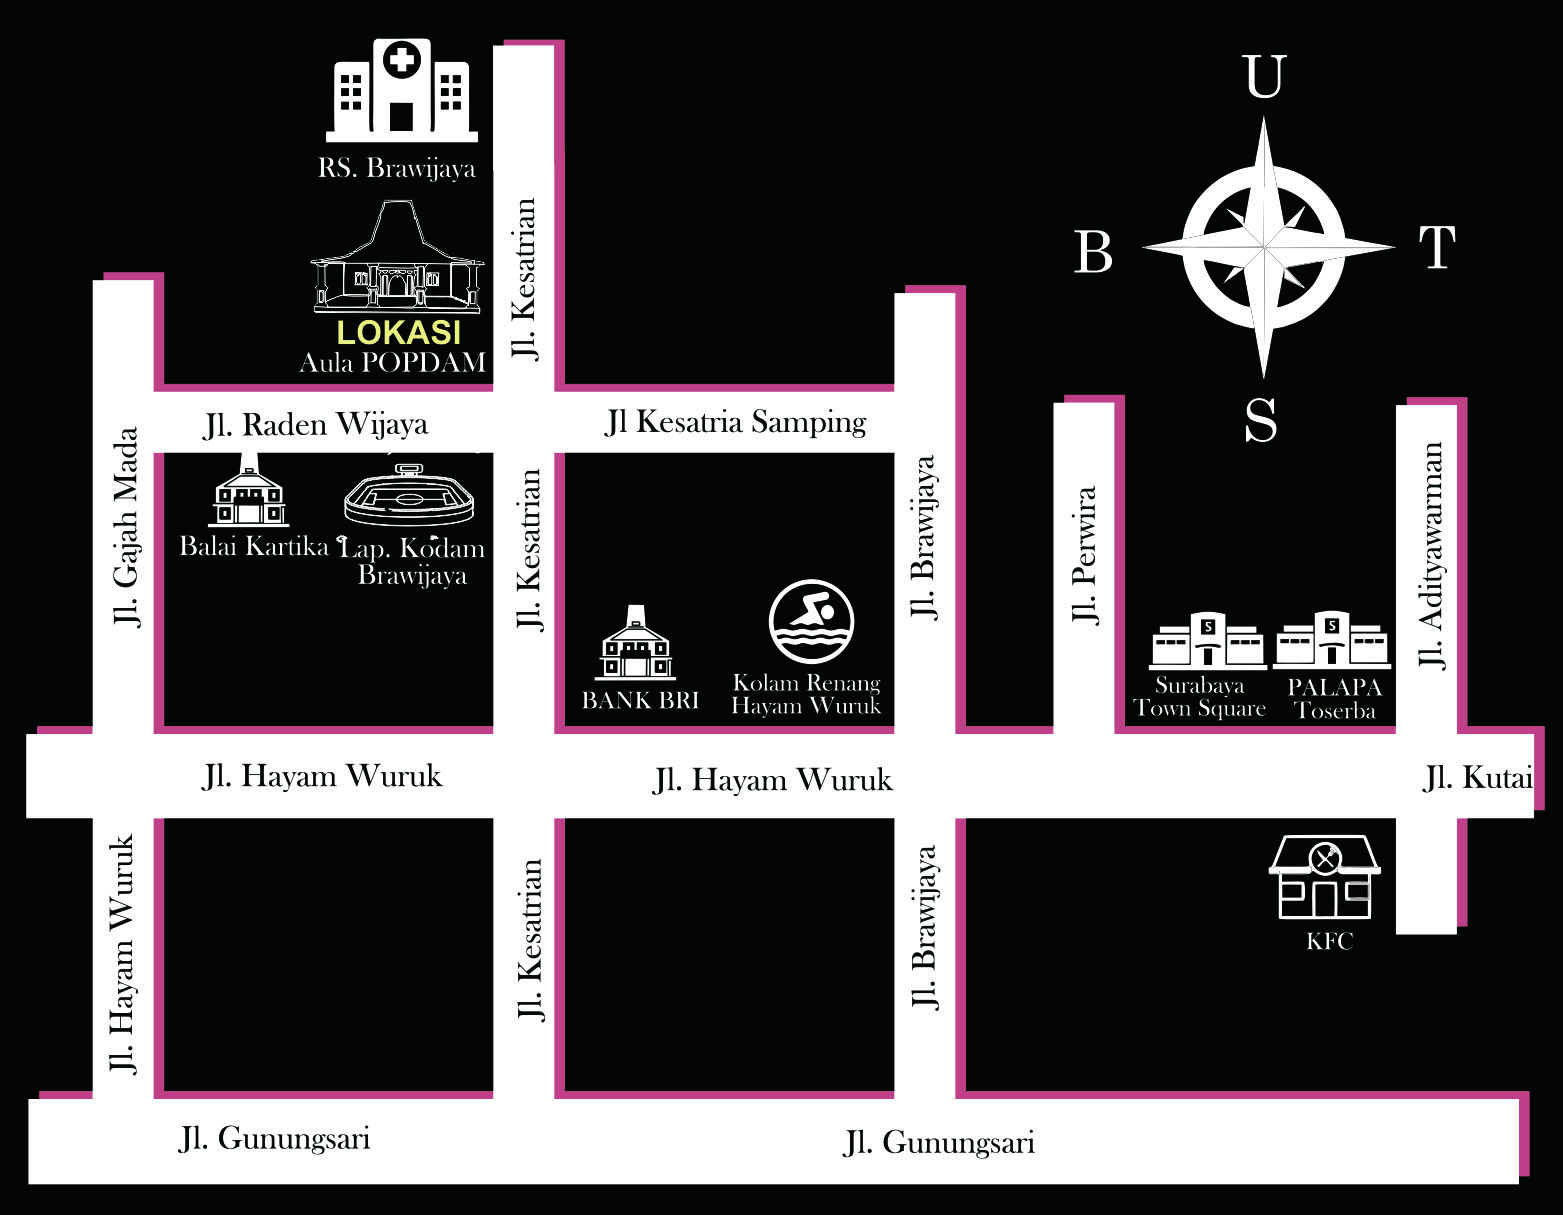 U
B
T
S
RS. Brawijaya
LOKASI
Aula POPDAM
Jl. Kesatrian
Jl. Raden Wijaya
Jl Kesatria Samping
Jl. Gajah Mada
Balai Kartika
Lap. Kodam
Brawijaya
Jl. Kesatrian
BANK BRI
Kolam Renang
Hayam Wuruk
Jl. Brawijaya
Jl. Perwira
S
Surabaya
Town Square
S
PALAPA
Toserba
Jl. Adityawarman
Jl. Hayam Wuruk
Jl. Hayam Wuruk
Jl. Kutai
Jl. Hayam Wuruk
Jl. Kesatrian
Jl. Brawijaya
KFC
Jl. Gunungsari
Jl. Gunungsari